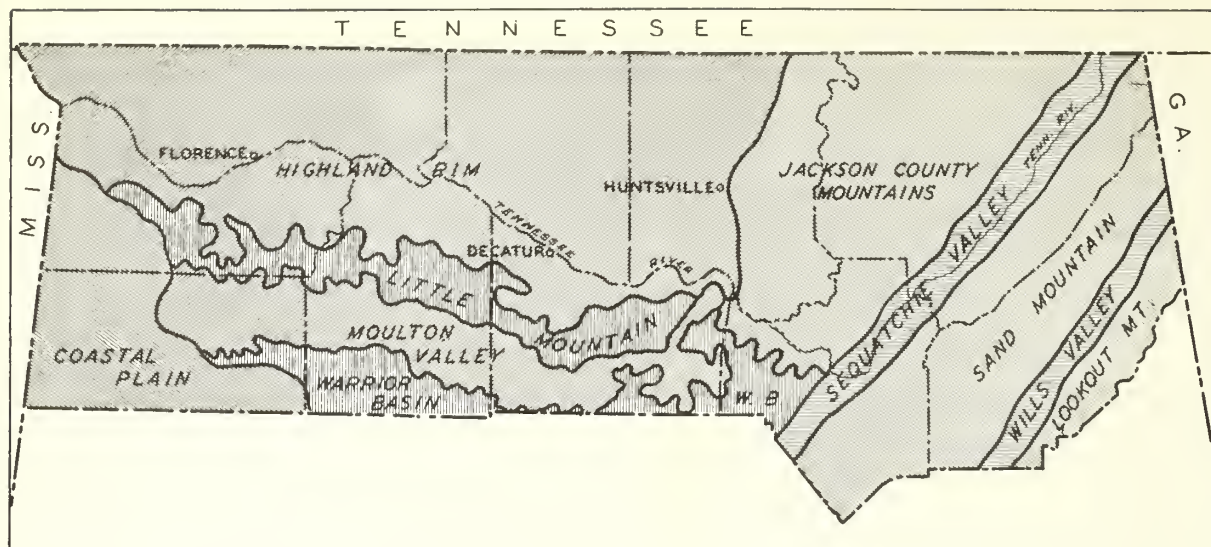 TENNESSEE
MISS.
GA.
FLORENCE
HIGHLAND RIM
HUNTSVILLE
JACKSON COUNTY
MOUNTAINS
TENN. RIV.
TENNESSEE
RIVER
DECATUR
LITTLE
MOUNTAIN
MOULTON
VALLEY
COASTAL
PLAIN
WARRIOR
BASIN
W. B
SEQUATCHIE VALLEY
SAND MOUNTAIN
WILLS VALLEY
LOOKOUT MT.